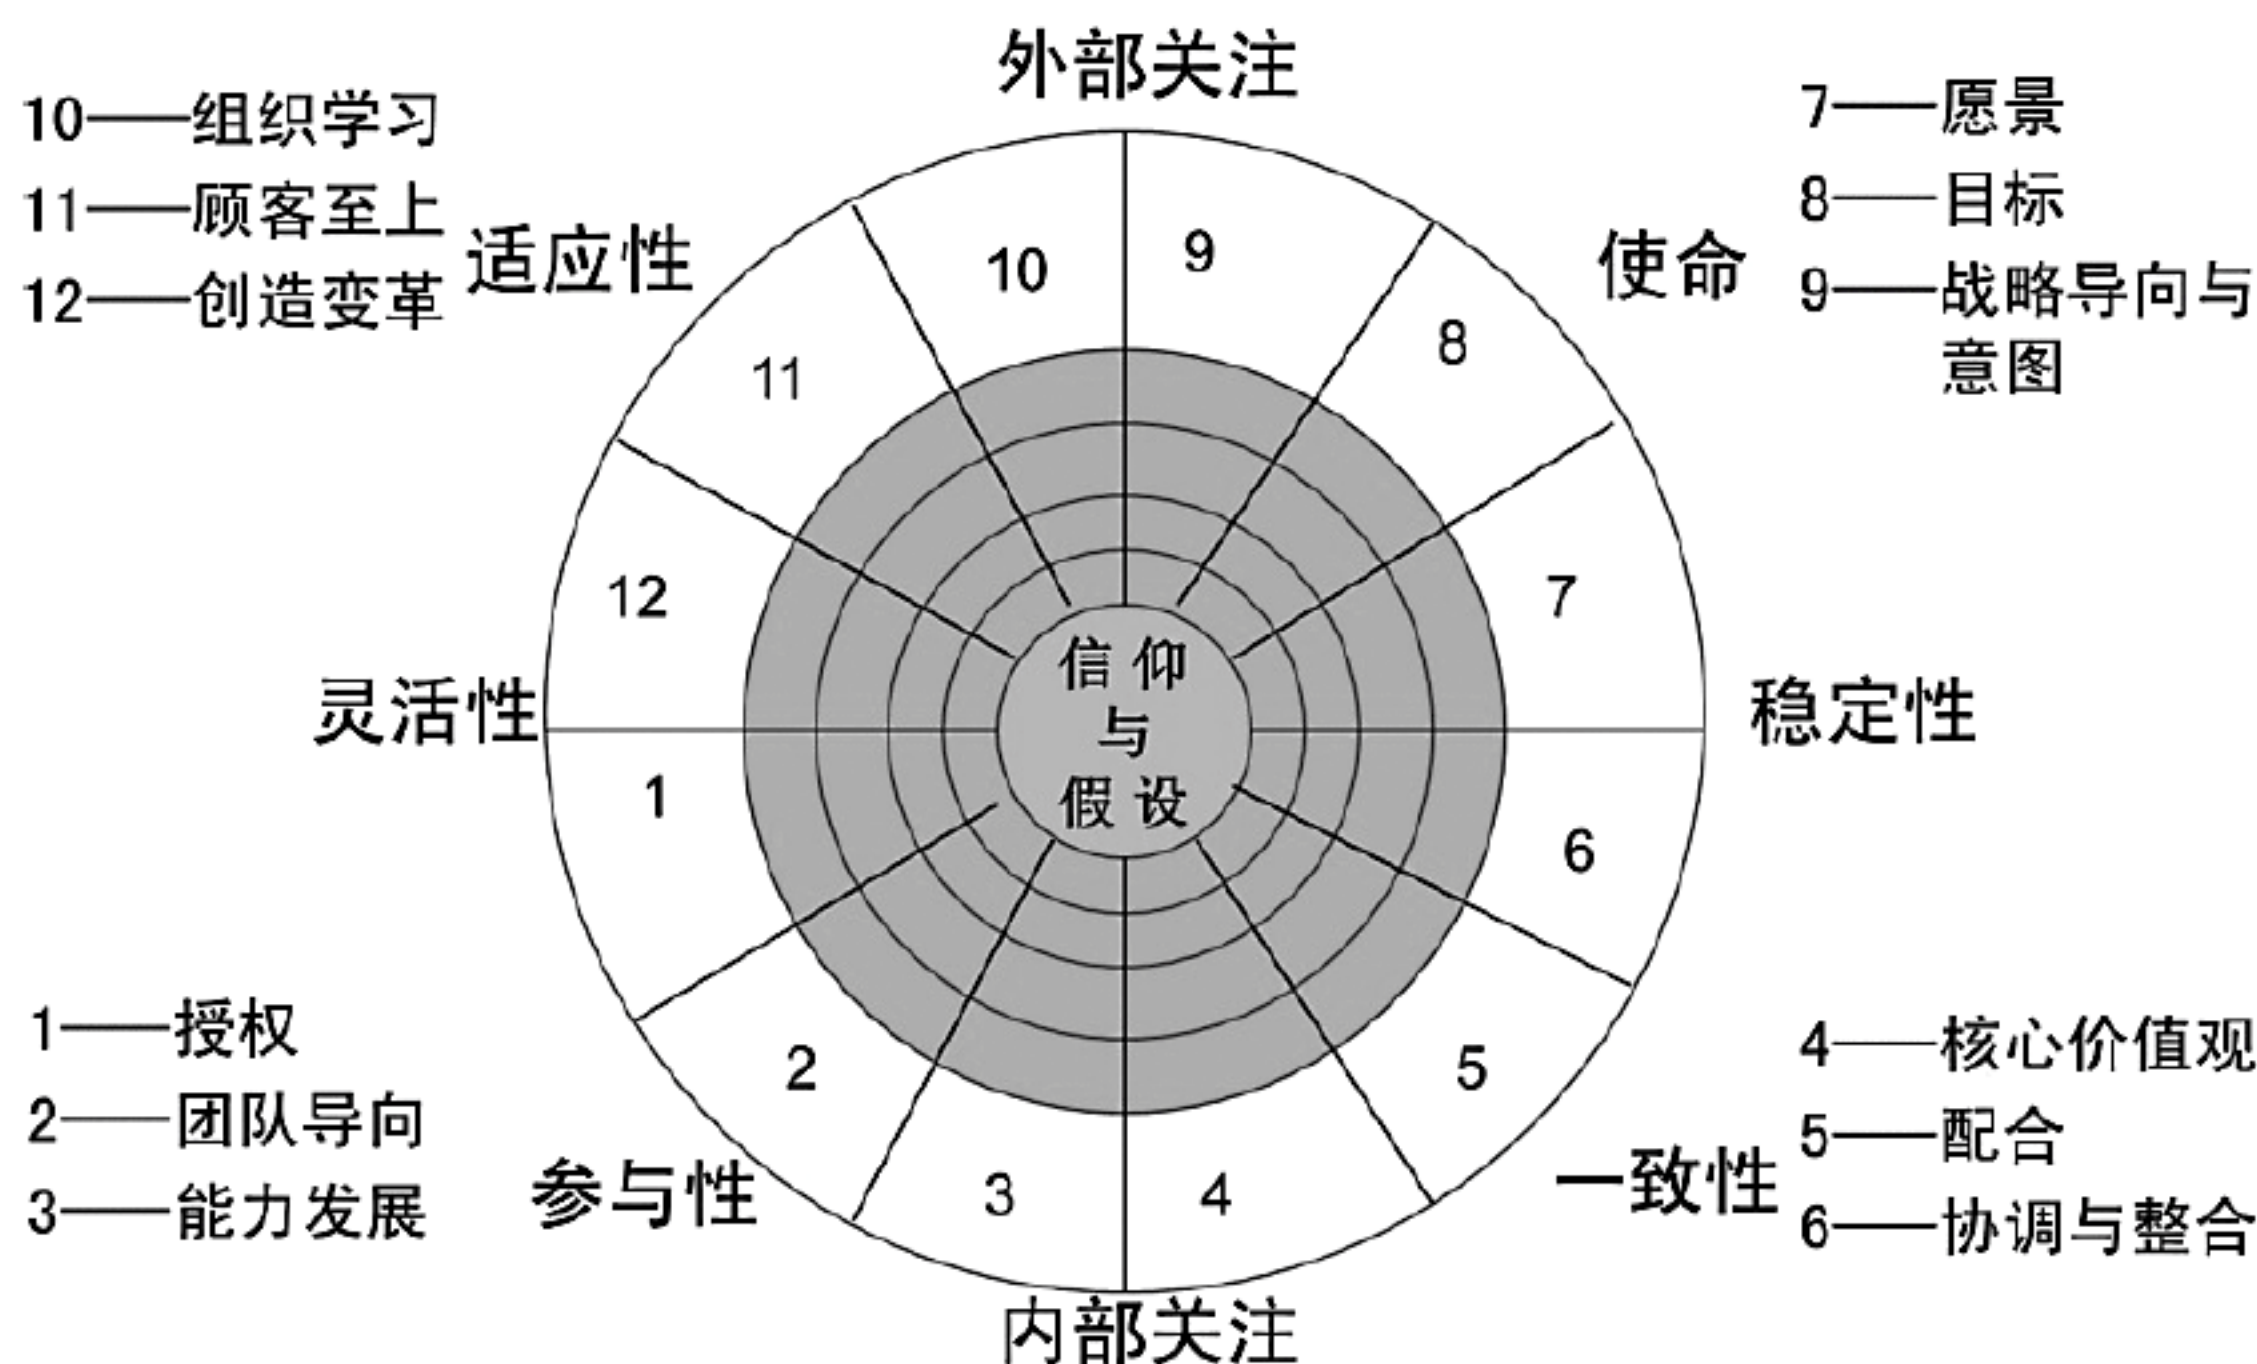 外部关注
10——组织学习
11——顾客至上
12——创造变革
适应性
7——愿景
8——目标
9——战略导向与
意图
使命
10
9
11
8
12
7
灵活性
信仰
与
假设
稳定性
1
6
2
5
3
4
1——授权
2——团队导向
3——能力发展
参与性
一致性
4——核心价值观
5——配合
6——协调与整合
内部关注